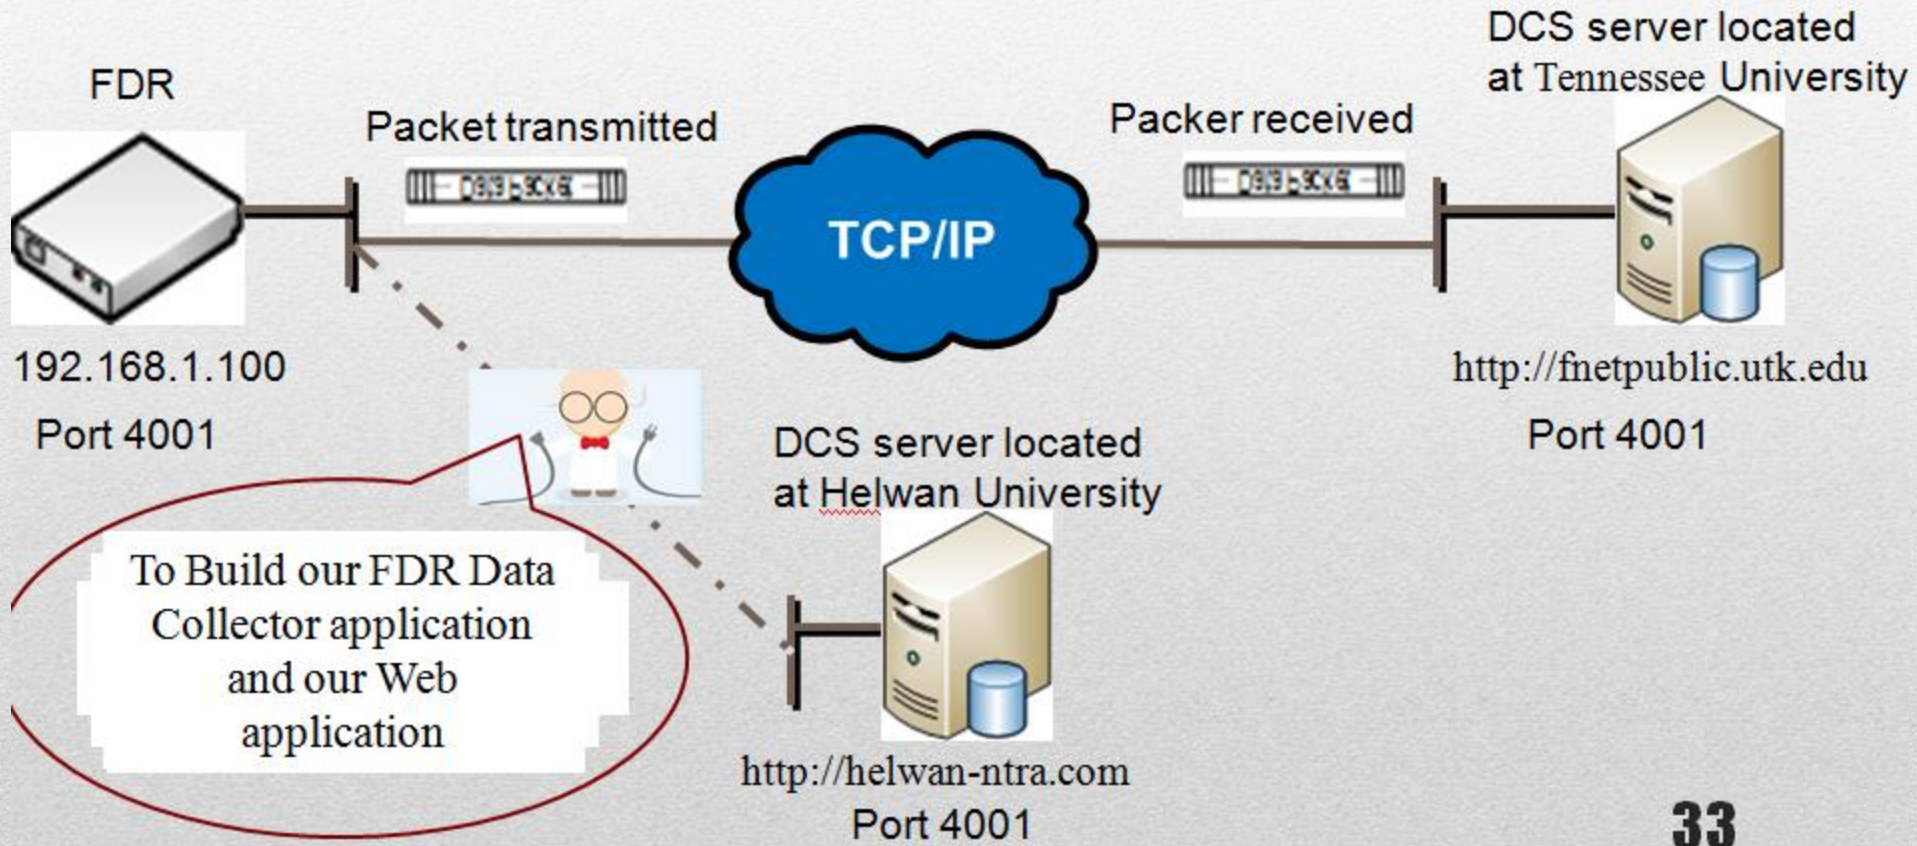 DCS server located
at Tennessee University
FDR
Packet transmitted
Packer received
TCP/IP
192.168.1.100
Port 4001
http://fnetpublic.utk.edu
Port 4001
DCS server located
at Helwan University
To Build our FDR Data
Collector application
and our Web
application
http://helwan-ntra.com
Port 4001
33